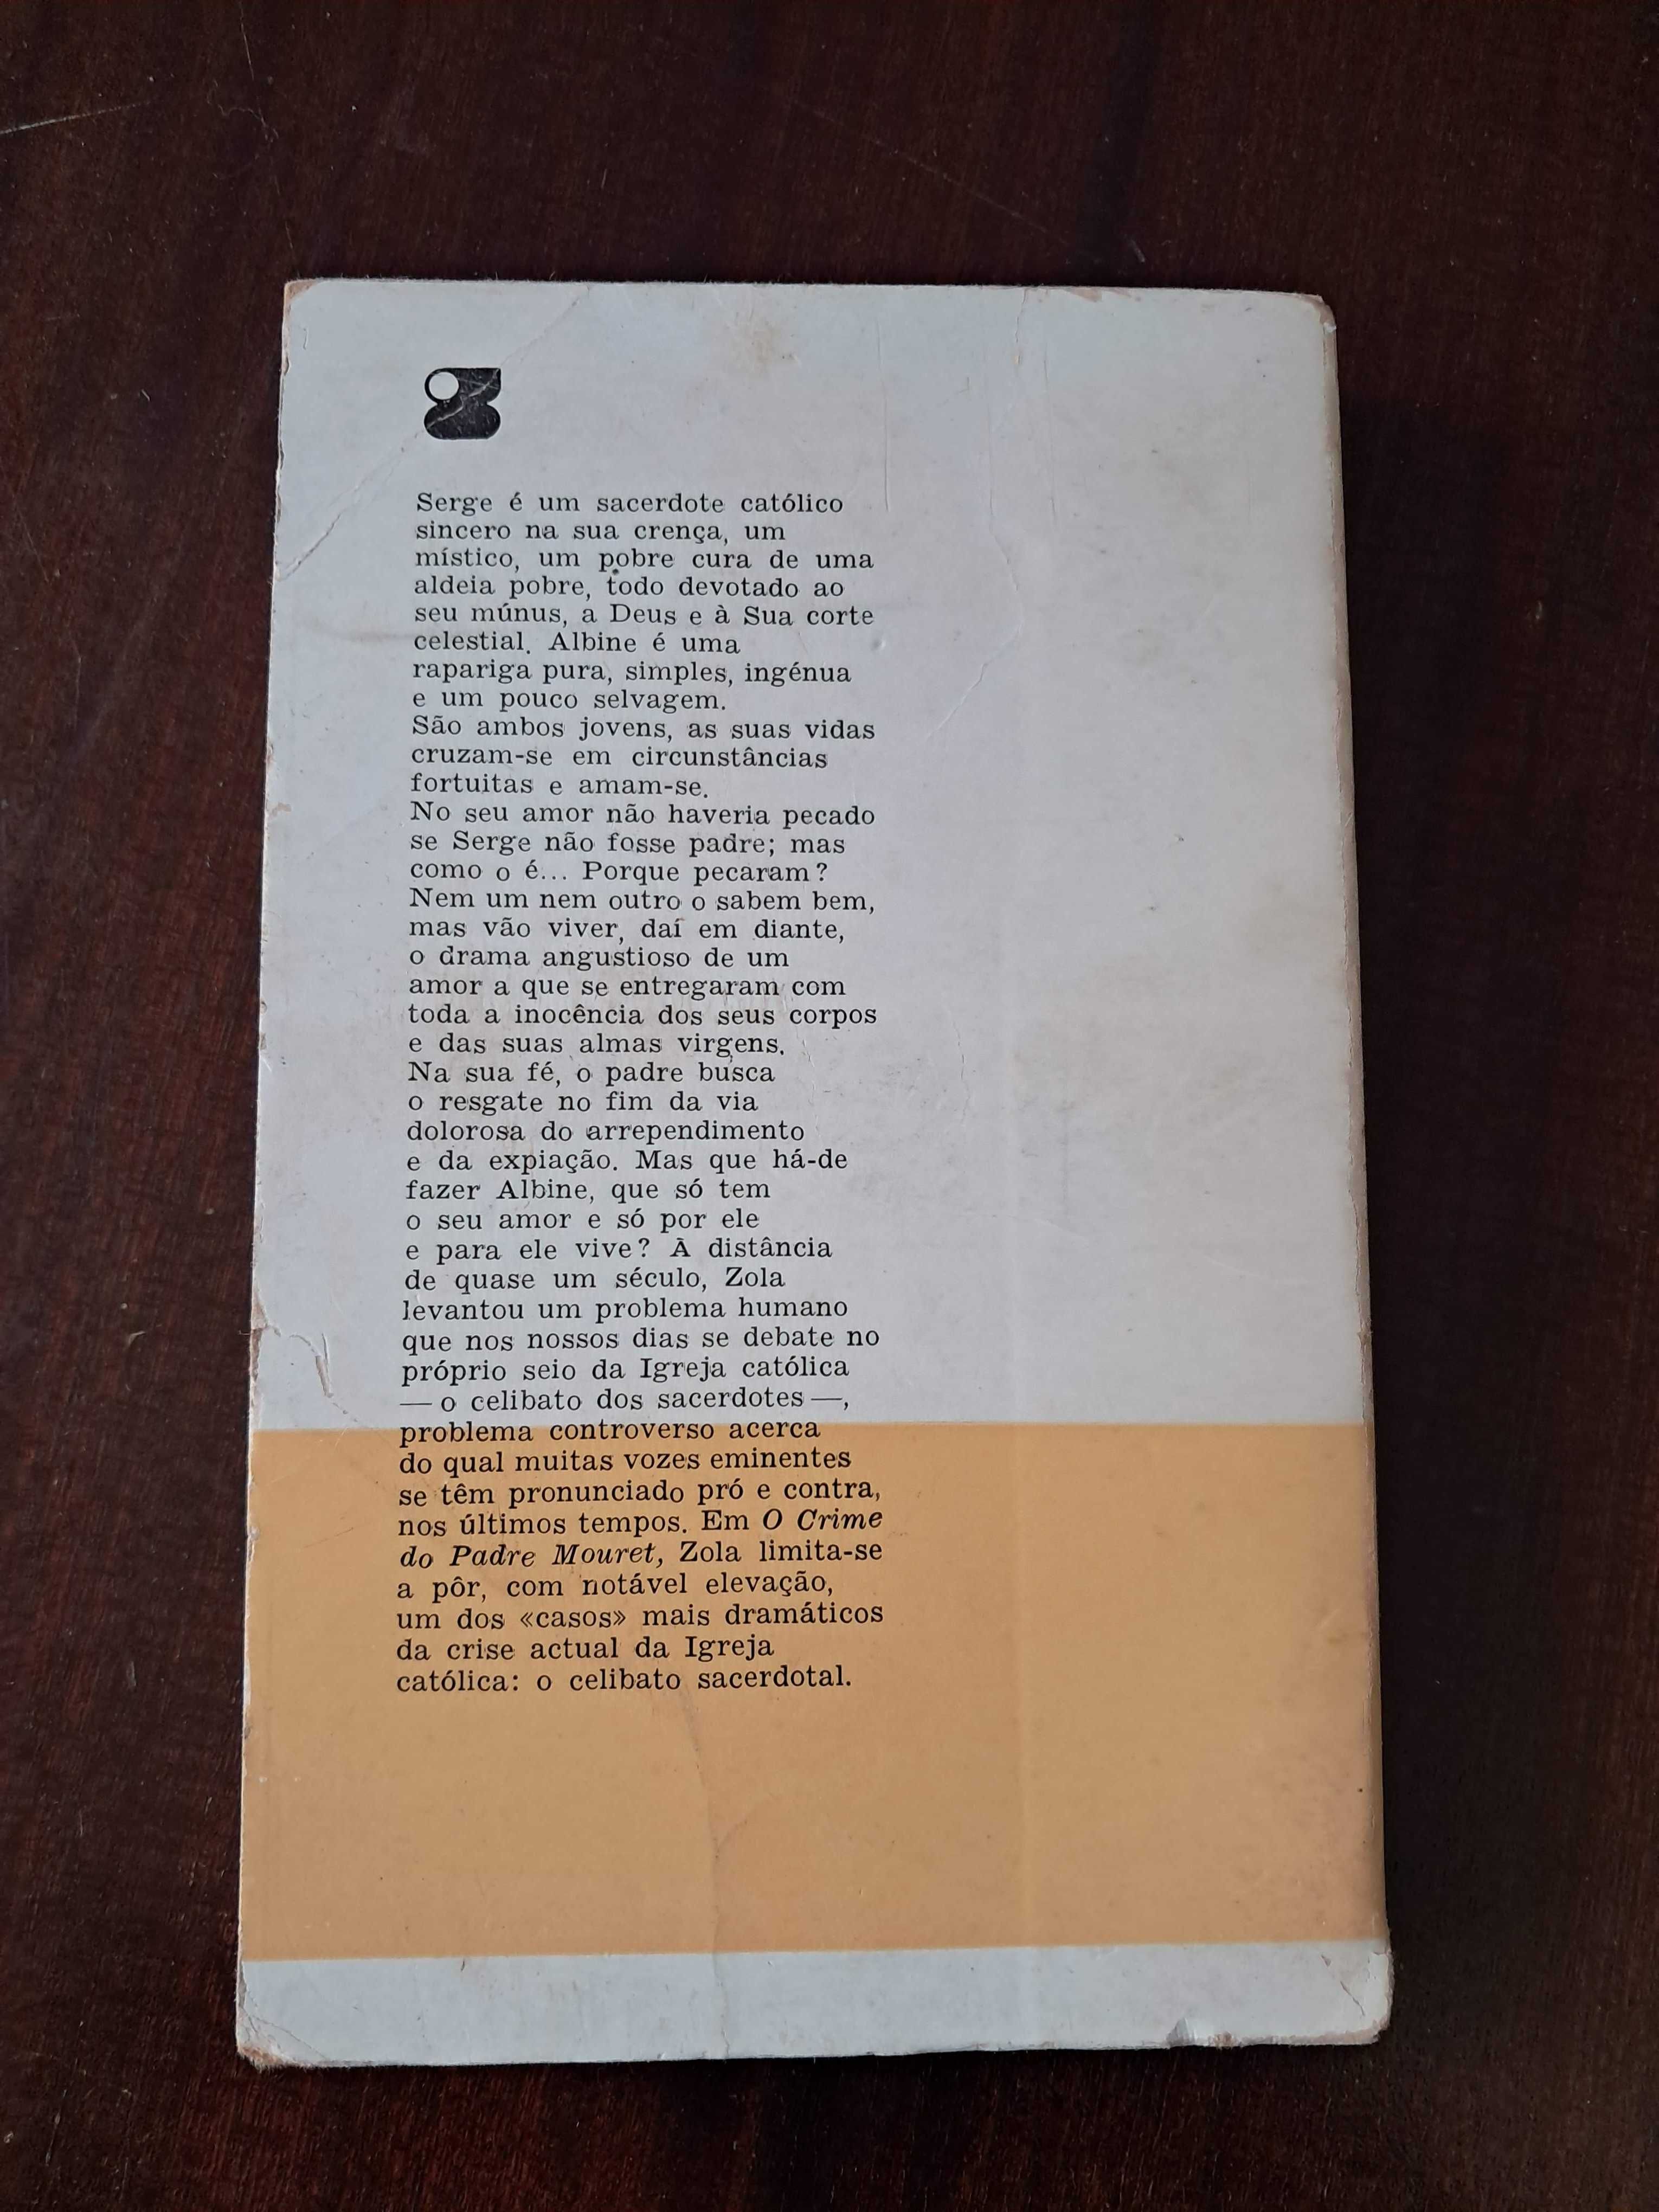 Serge é um sacerdote católico
sincero na sua crença, um
místico, um pobre cura de uma
aldeia pobre, todo devotado ao
seu múnus, a Deus e à Sua corte
celestial. Albine é uma
rapariga pura, simples, ingénua
e um pouco selvagem.
São ambos jovens, as suas vidas
cruzam-se em circunstâncias
fortuitas e amam-se.
No seu amor não haveria pecado
se Serge não fosse padre; mas
como o é... Porque pecaram?
Nem um nem outro o sabem bem,
mas vão viver, daí em diante,
o drama angustioso de um
amor a que se entregaram com
toda a inocência dos seus corpos
e das suas almas virgens.
Na sua fé, o padre busca
o resgate no fim da via
dolorosa do arrependimento
e da expiação. Mas que há-de
fazer Albine, que só tem
o seu amor e só por ele
e para ele vive? À distância
de quase um século, Zola
levantou um problema humano
que nos nossos dias se debate no
próprio seio da Igreja católica
— o celibato dos sacerdotes —,
problema controverso acerca
do qual muitas vozes eminentes
se têm pronunciado pró e contra,
nos últimos tempos. Em O Crime
do Padre Mouret, Zola limita-se
a pôr, com notável elevação,
um dos «casos» mais dramáticos
da crise actual da Igreja
católica: o celibato sacerdotal.